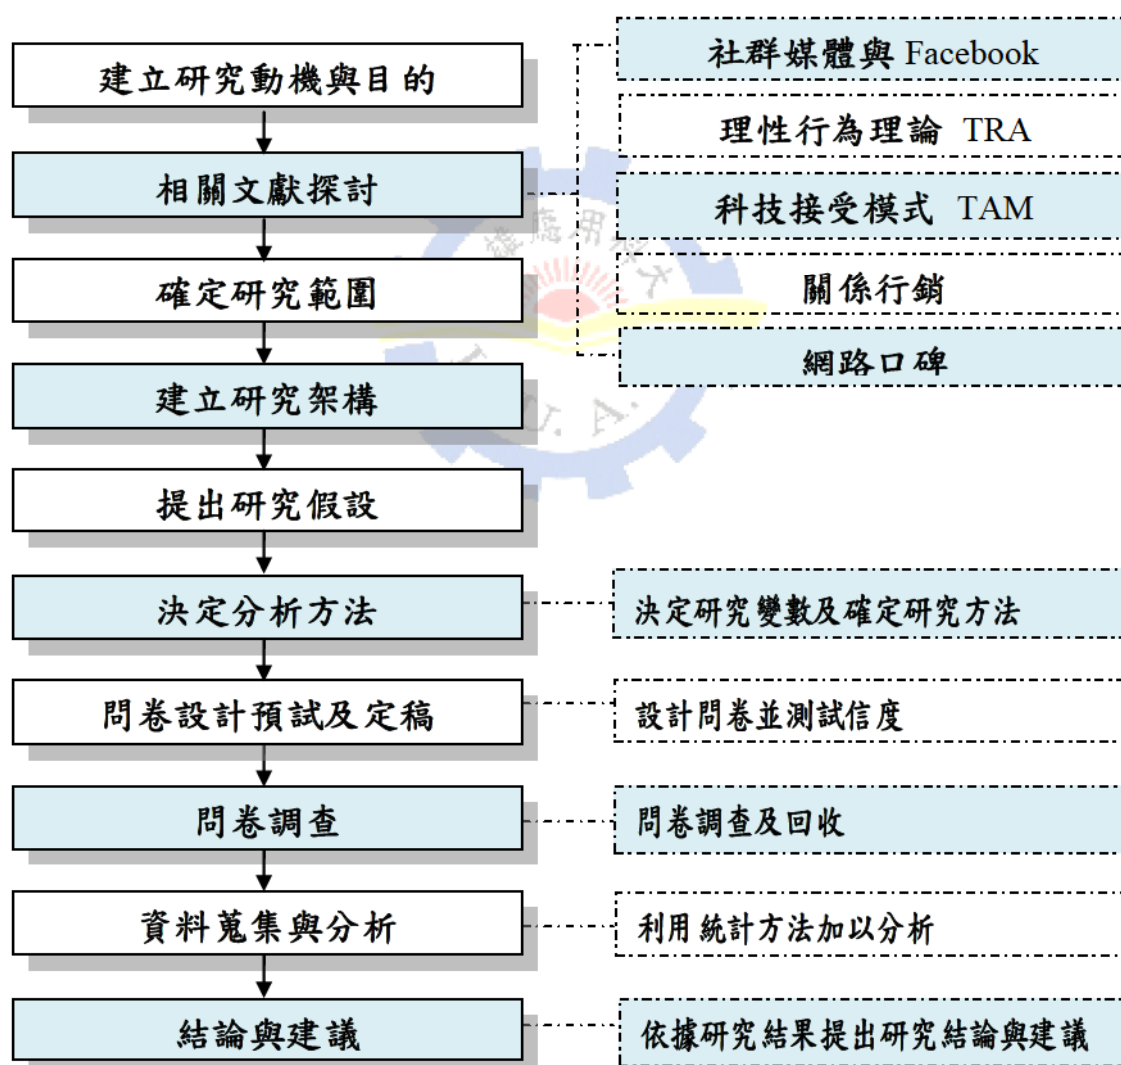 建立研究動機與目的
相關文獻探討
社群媒體與 Facebook
理性行為理論 TRA
科技接受模式 TAM
關係行銷
網路口碑
確定研究範圍
建立研究架構
提出研究假設
決定分析方法
決定研究變數及確定研究方法
問卷設計預試及定稿
設計問卷並測試信度
問卷調查
問卷調查及回收
資料蒐集與分析
利用統計方法加以分析
結論與建議
依據研究結果提出研究結論與建議
雄應用科大
U. A.